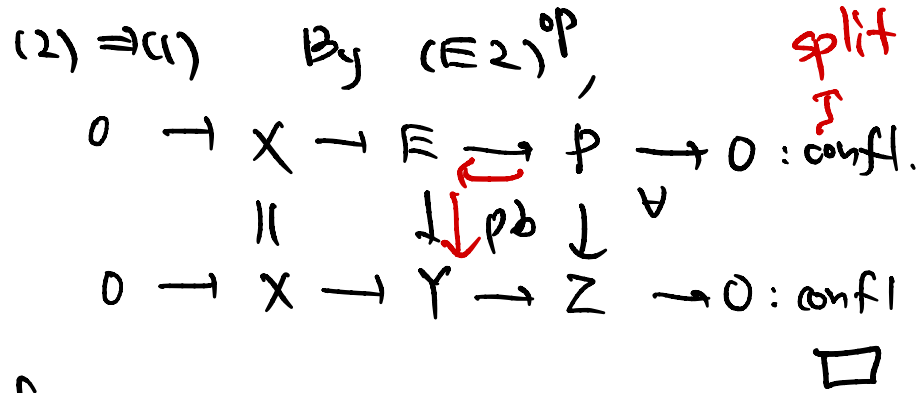 (2) ⇒ (1) By (E2)^op, split
0 → X → E → P → 0 : confl.
|| ↓ pb ↓ ∀
0 → X → Y → Z → 0 : confl
□